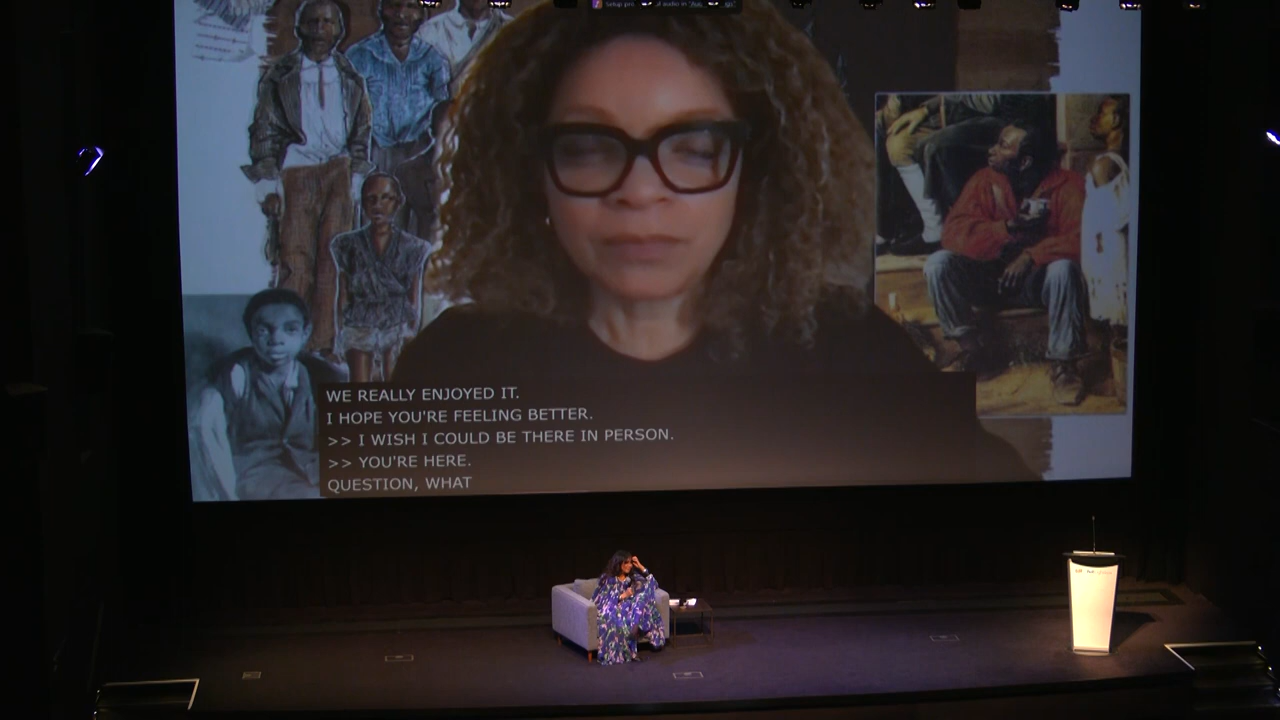 WE REALLY ENJOYED IT.
I HOPE YOU'RE FEELING BETTER.
>> I WISH I COULD BE THERE IN PERSON.
>> YOU'RE HERE.
QUESTION, WHAT